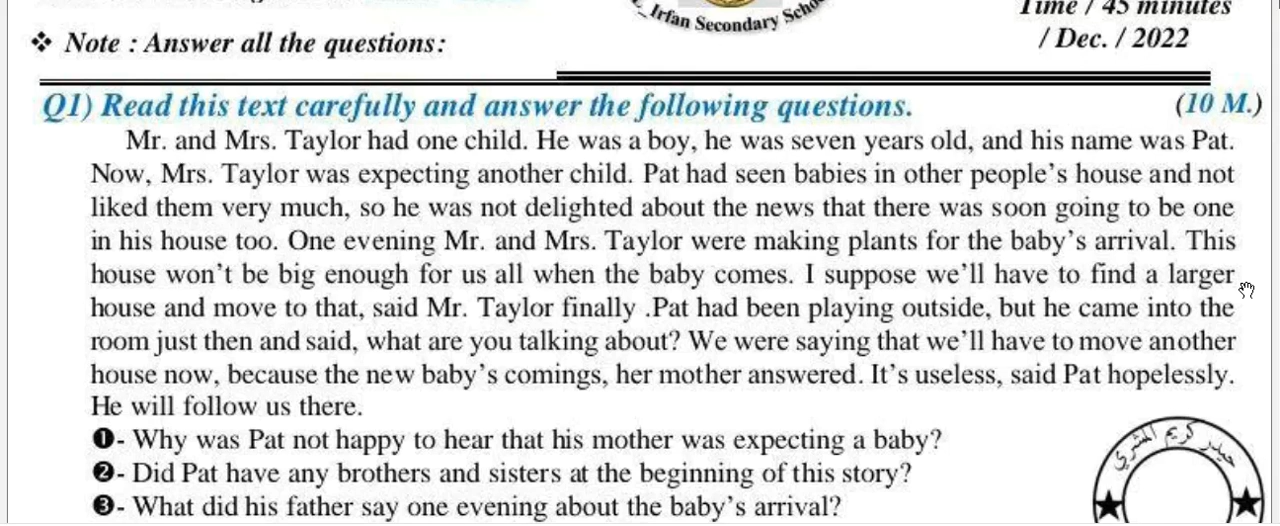 Irfan Secondary School
Time / 45 minutes
❖ Note : Answer all the questions:
/ Dec. / 2022
Q1) Read this text carefully and answer the following questions. (10 M.)
Mr. and Mrs. Taylor had one child. He was a boy, he was seven years old, and his name was Pat.
Now, Mrs. Taylor was expecting another child. Pat had seen babies in other people's house and not
liked them very much, so he was not delighted about the news that there was soon going to be one
in his house too. One evening Mr. and Mrs. Taylor were making plants for the baby's arrival. This
house won't be big enough for us all when the baby comes. I suppose we'll have to find a larger
house and move to that, said Mr. Taylor finally .Pat had been playing outside, but he came into the
room just then and said, what are you talking about? We were saying that we'll have to move another
house now, because the new baby's comings, her mother answered. It's useless, said Pat hopelessly.
He will follow us there.
❶- Why was Pat not happy to hear that his mother was expecting a baby?
❷- Did Pat have any brothers and sisters at the beginning of this story?
❸- What did his father say one evening about the baby's arrival?
حيدر كريم